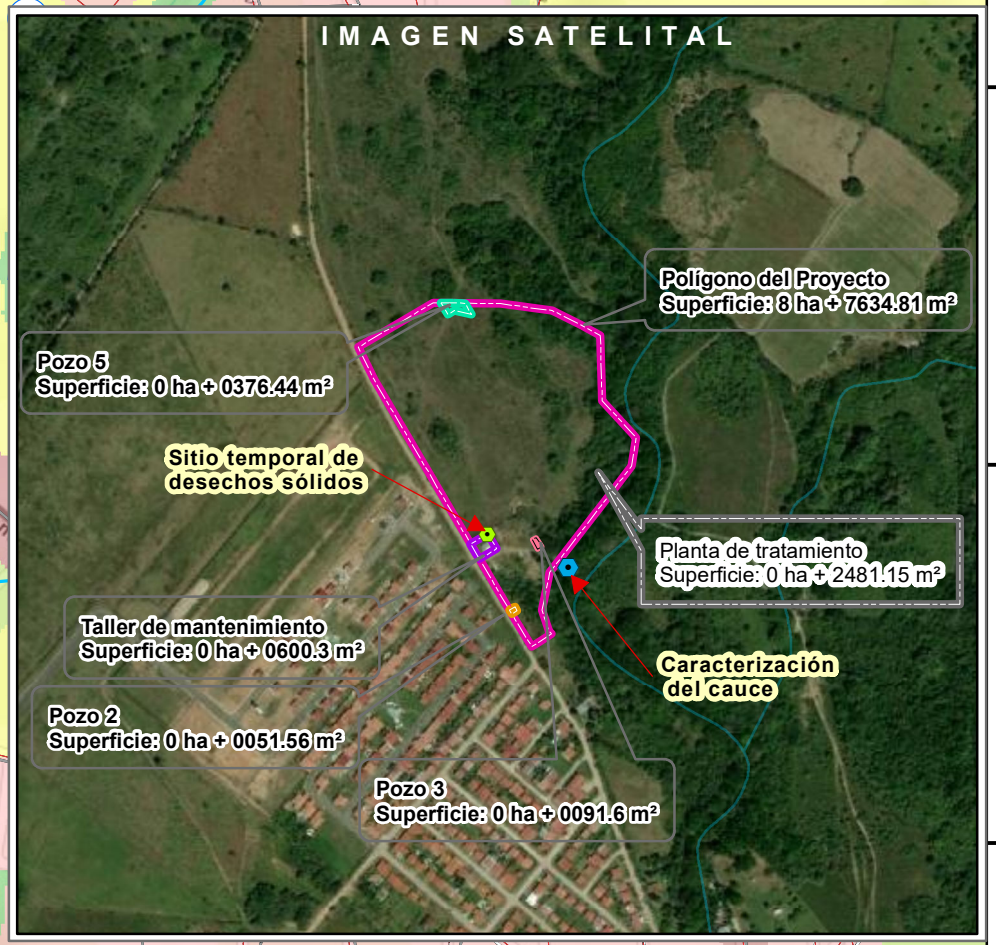 IMAGEN SATELITAL
Polígono del Proyecto
Superficie: 8 ha + 7634.81 m²
Pozo 5
Superficie: 0 ha + 0376.44 m²
Sitio temporal de
desechos sólidos
Planta de tratamiento
Superficie: 0 ha + 2481.15 m²
Taller de mantenimiento
Superficie: 0 ha + 0600.3 m²
Caracterización
del cauce
Pozo 2
Superficie: 0 ha + 0051.56 m²
Pozo 3
Superficie: 0 ha + 0091.6 m²